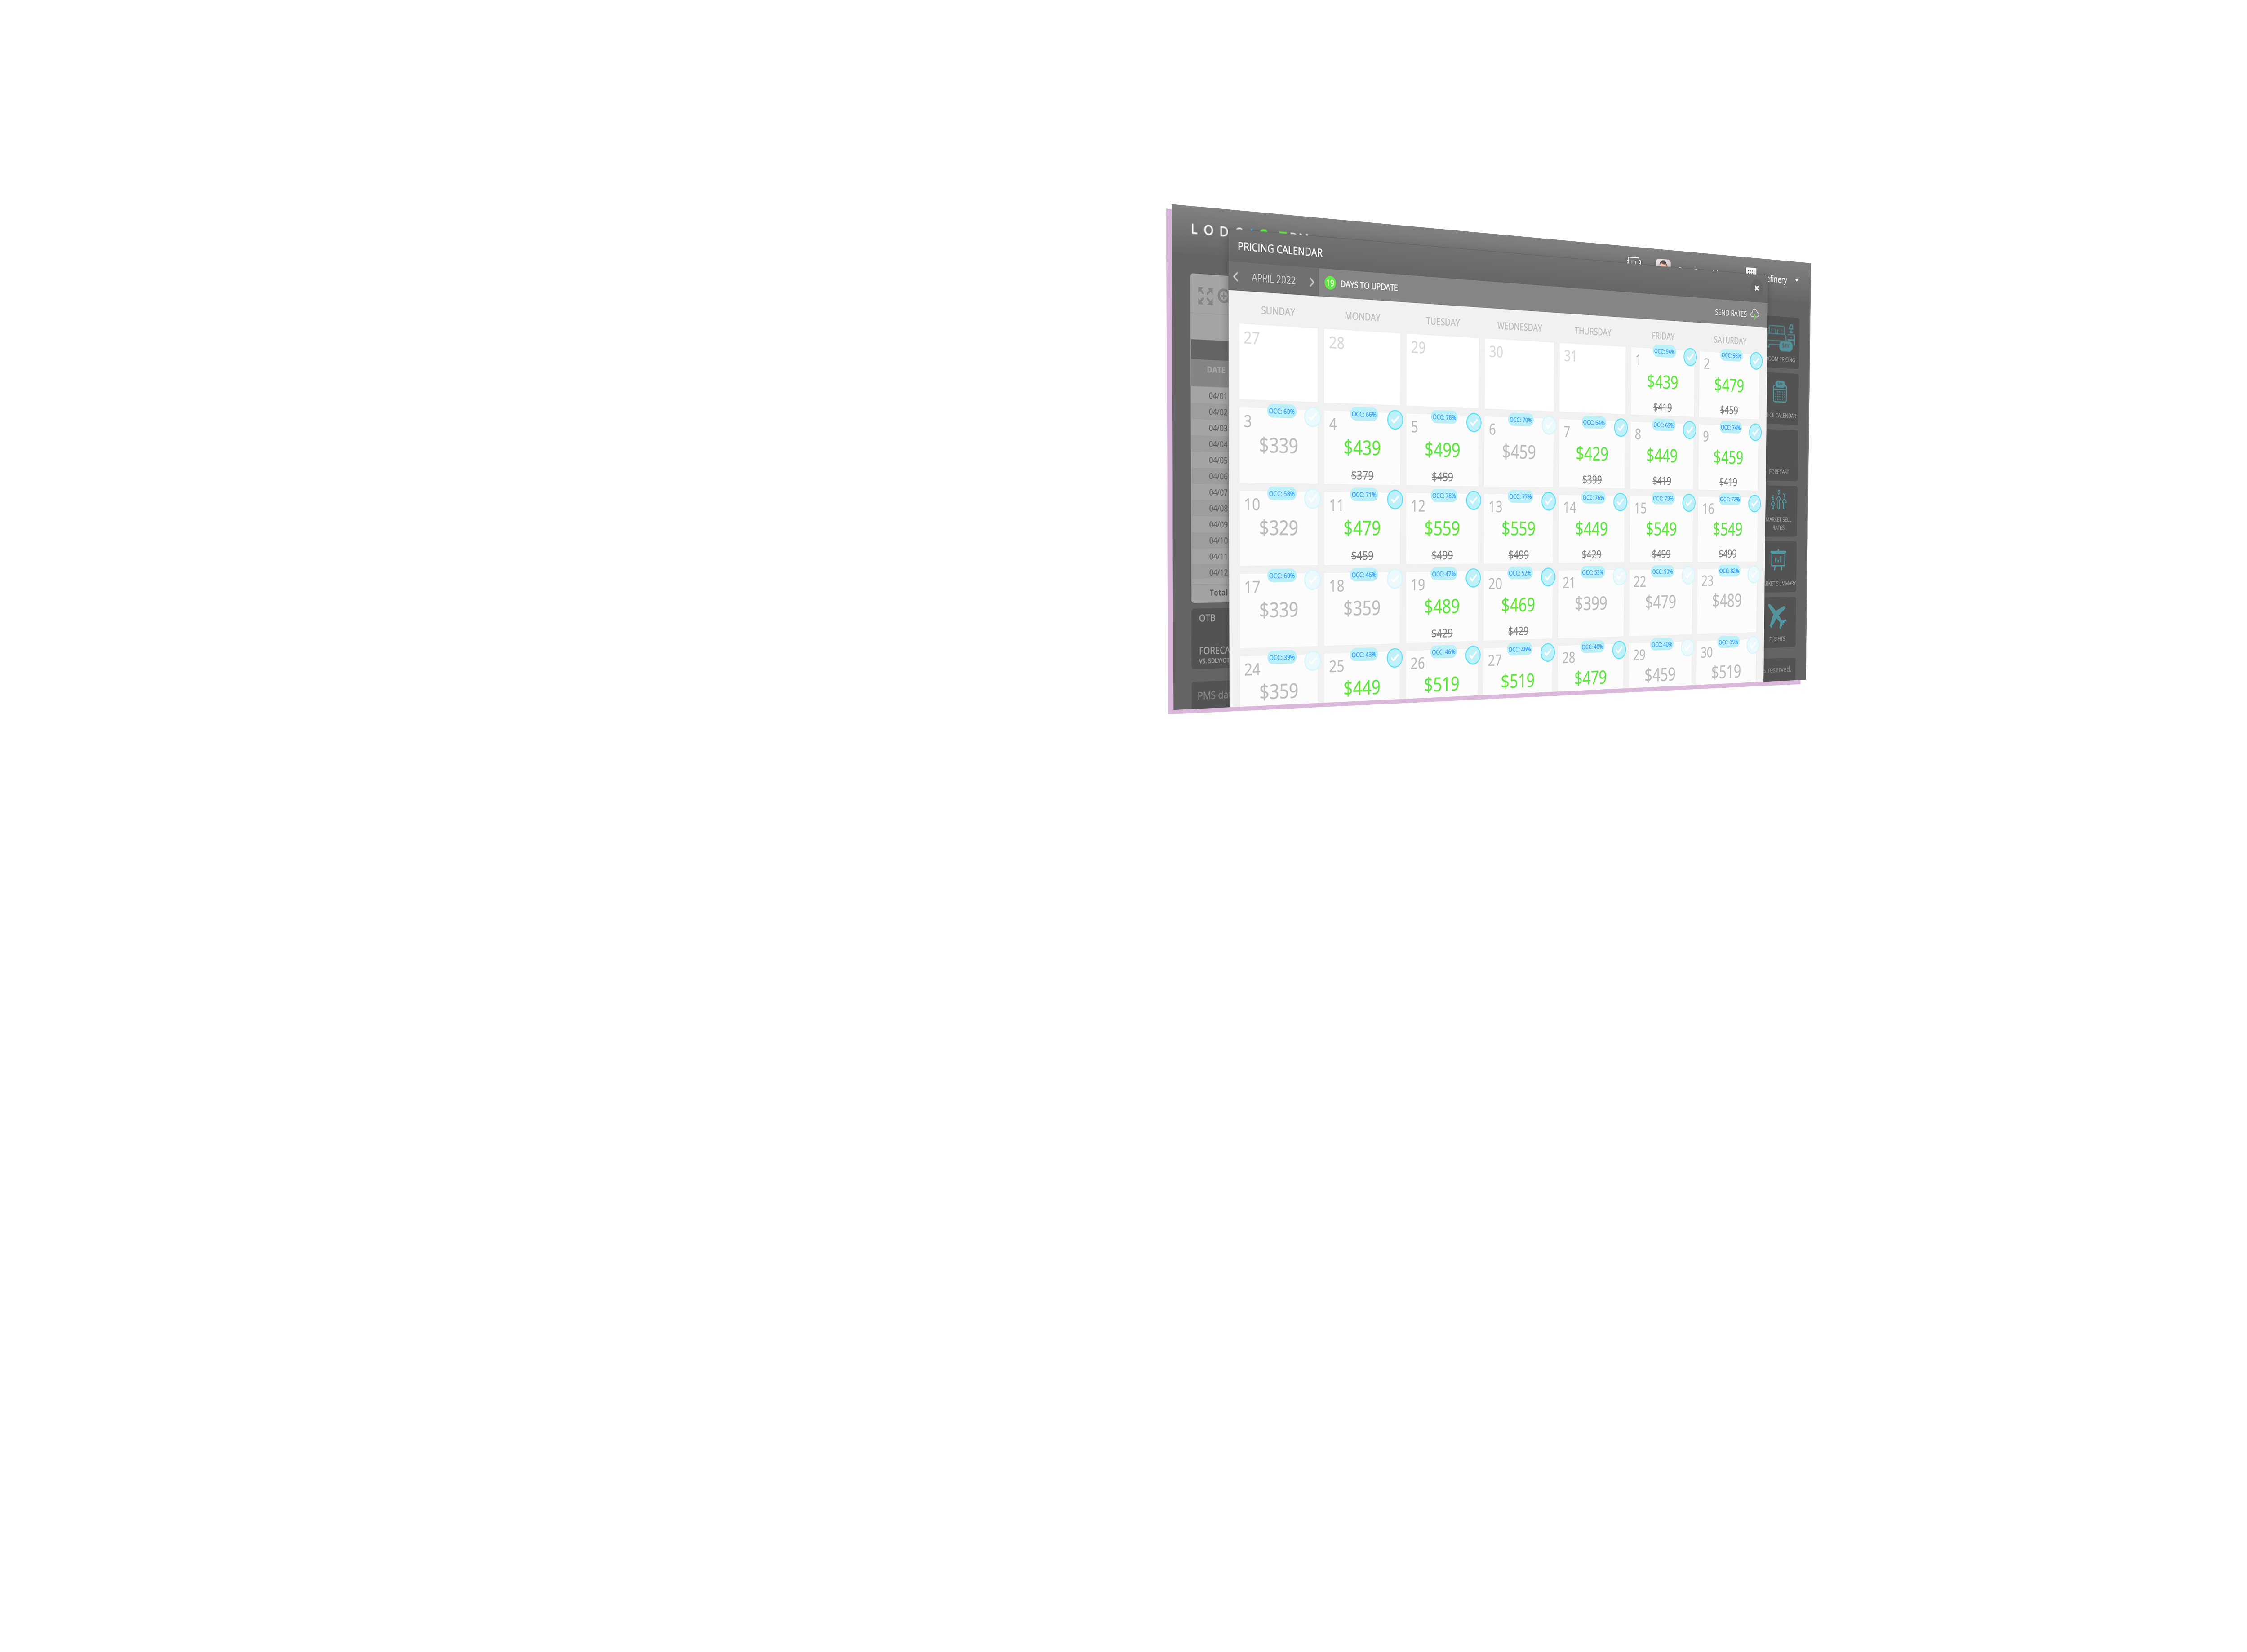 LOD
PRICING CALENDAR
efinery
APRIL 2022
19 DAYS TO UPDATE
x
SEND RATES
SUNDAY MONDAY TUESDAY WEDNESDAY THURSDAY FRIDAY SATURDAY
27 28 29 30 31 1 OCC: 94% 2 OCC: 98%
$439 $479
$419 $459
3 OCC: 60% 4 OCC: 66% 5 OCC: 78% 6 OCC: 70% 7 OCC: 64% 8 OCC: 69% 9 OCC: 74%
$339 $439 $499 $459 $429 $449 $459
$379 $459 $399 $419 $419
10 OCC: 58% 11 OCC: 71% 12 OCC: 78% 13 OCC: 77% 14 OCC: 76% 15 OCC: 79% 16 OCC: 72%
$329 $479 $559 $559 $449 $549 $549
$459 $499 $499 $429 $499 $499
17 OCC: 60% 18 OCC: 46% 19 OCC: 47% 20 OCC: 52% 21 OCC: 53% 22 OCC: 93% 23 OCC: 82%
$339 $359 $489 $469 $399 $479 $489
$429 $429
24 OCC: 39% 25 OCC: 43% 26 OCC: 46% 27 OCC: 46% 28 OCC: 46% 29 OCC: 40% 30 OCC: 39%
$359 $449 $519 $519 $479 $459 $519
DATE
04/01
04/02
04/03
04/04
04/05
04/06
04/07
04/08
04/09
04/10
04/11
04/12
Total
OTB
FORECA
VS. SDLY/OT
PMS da
OOM PRICING
ICE CALENDAR
FORECAST
MARKET SELL
RATES
RKET SUMMARY
FLIGHTS
reserved.